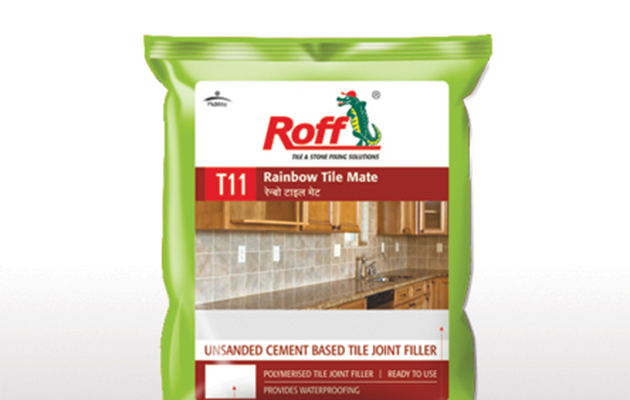 Pidilite
Roff ®
TILE & STONE FIXING SOLUTIONS
T11 Rainbow Tile Mate
रेन्बो टाइल मेट
UNSANDED CEMENT BASED TILE JOINT FILLER
POLYMERISED TILE JOINT FILLER | READY TO USE
PROVIDES WATERPROOFING